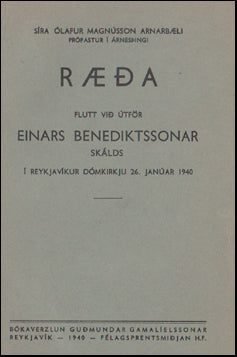 SÍRA ÓLAFUR MAGNÚSSON ARNARBÆLI
PRÓFASTUR Í ÁRNESÞINGI
RÆÐA
FLUTT VIÐ ÚTFÖR
EINARS BENEDIKTSSONAR
SKÁLDS
Í REYKJAVÍKUR DÓMKIRKJU 26. JANÚAR 1940
BÓKAVERZLUN GUÐMUNDAR GAMALÍELSSONAR
REYKJAVÍK — 1940 — FÉLAGSPRENTSMIÐJAN H.F.